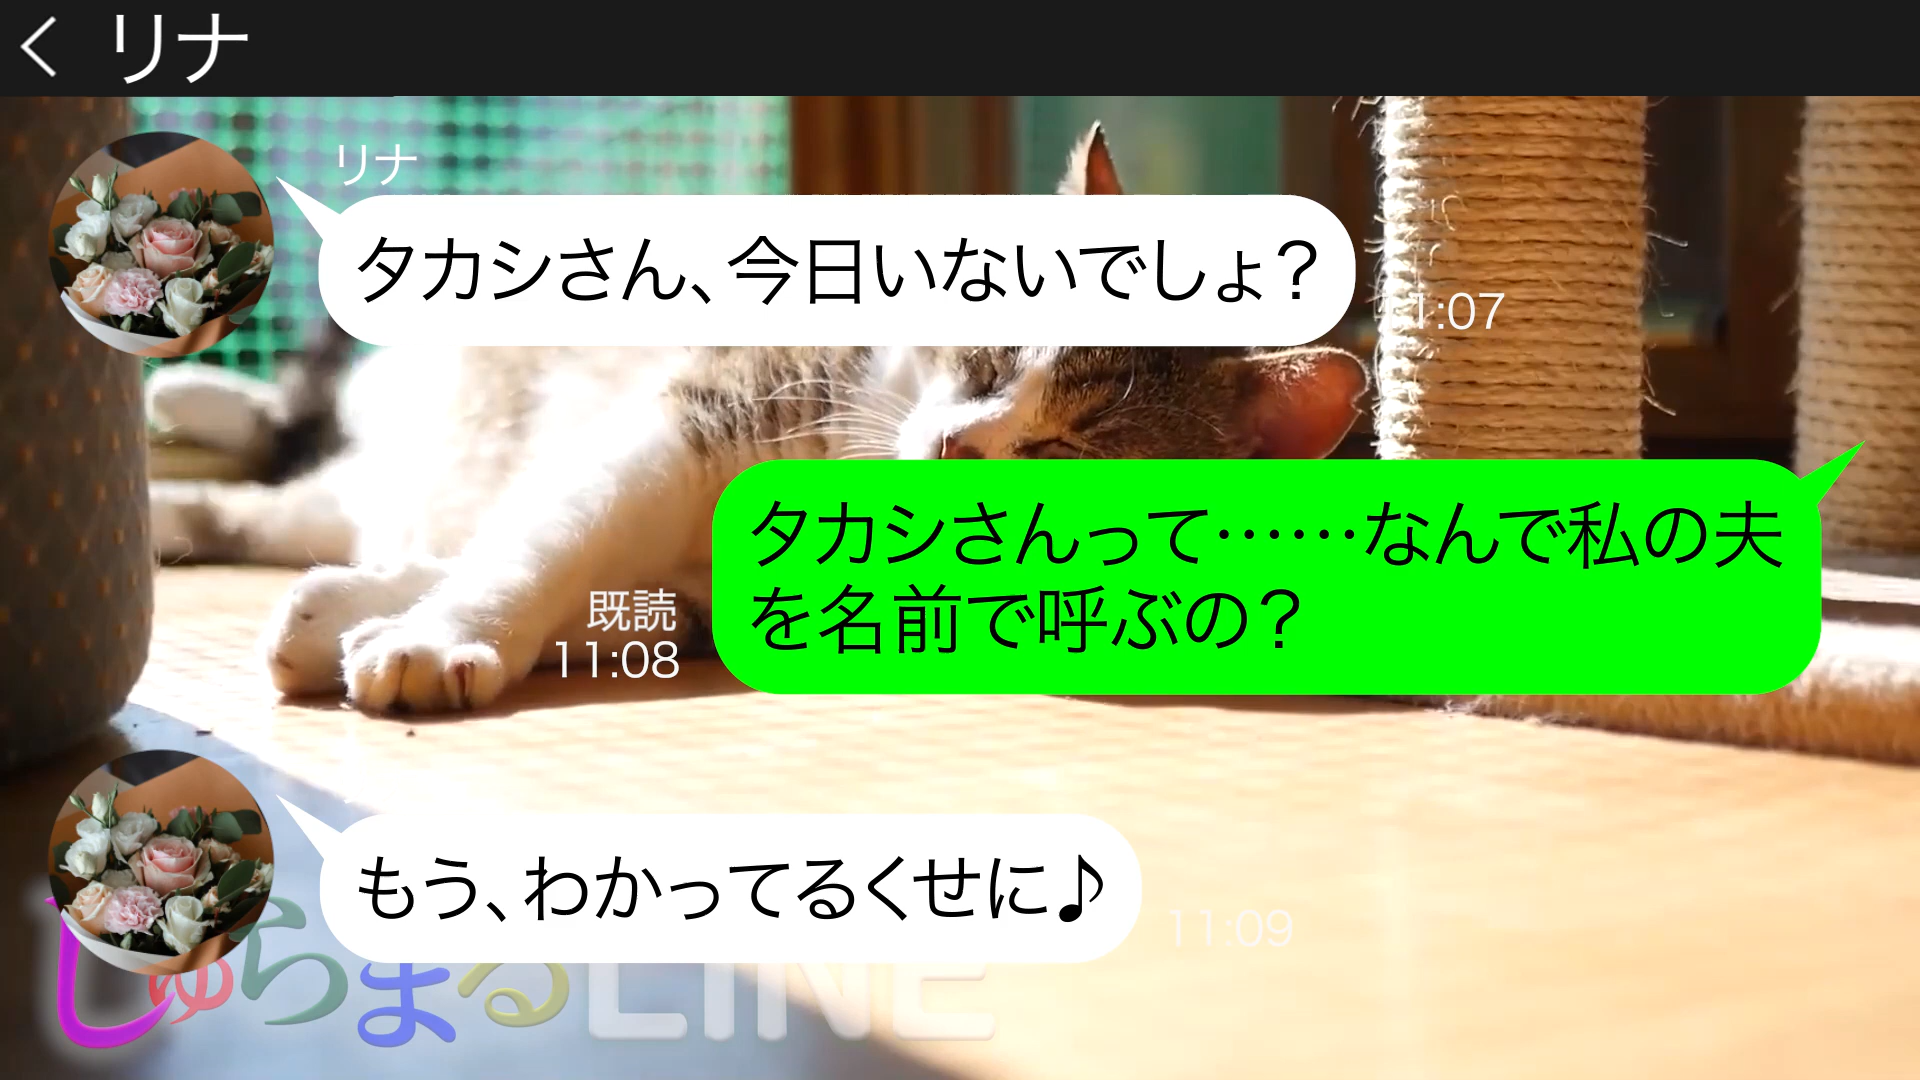 リナ
リナ
タカシさん、今日いないでしょ？
11:07
タカシさんって……なんで私の夫
を名前で呼ぶの？
既読
11:08
もう、わかってるくせに♪
11:09
しゅらまるLINE